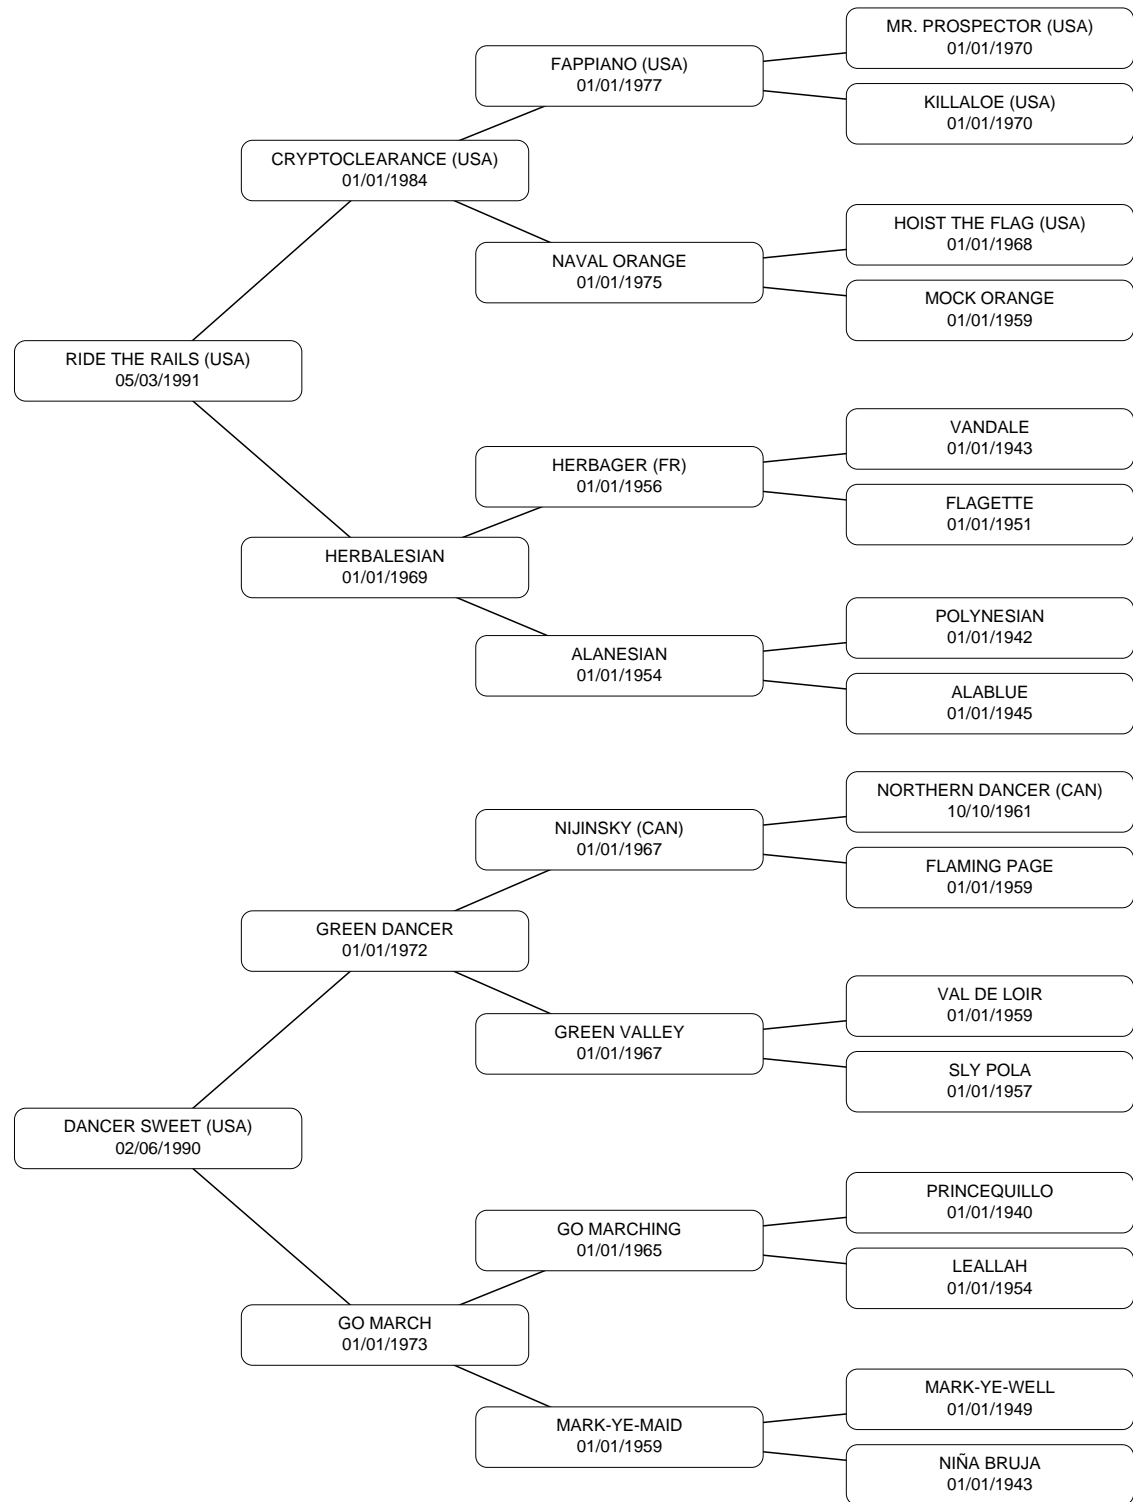 MR. PROSPECTOR (USA)
01/01/1970
FAPPIANO (USA)
01/01/1977
KILLALOE (USA)
01/01/1970
CRYPTOCLEARANCE (USA)
01/01/1984
HOIST THE FLAG (USA)
01/01/1968
NAVAL ORANGE
01/01/1975
MOCK ORANGE
01/01/1959
RIDE THE RAILS (USA)
05/03/1991
VANDALE
01/01/1943
HERBAGER (FR)
01/01/1956
FLAGETTE
01/01/1951
HERBALESIAN
01/01/1969
POLYNESIAN
01/01/1942
ALANESIAN
01/01/1954
ALABLUE
01/01/1945
NORTHERN DANCER (CAN)
10/10/1961
NIJINSKY (CAN)
01/01/1967
FLAMING PAGE
01/01/1959
GREEN DANCER
01/01/1972
VAL DE LOIR
01/01/1959
GREEN VALLEY
01/01/1967
SLY POLA
01/01/1957
DANCER SWEET (USA)
02/06/1990
PRINCEQUILLO
01/01/1940
GO MARCHING
01/01/1965
LEALLAH
01/01/1954
GO MARCH
01/01/1973
MARK-YE-WELL
01/01/1949
MARK-YE-MAID
01/01/1959
NIÑA BRUJA
01/01/1943